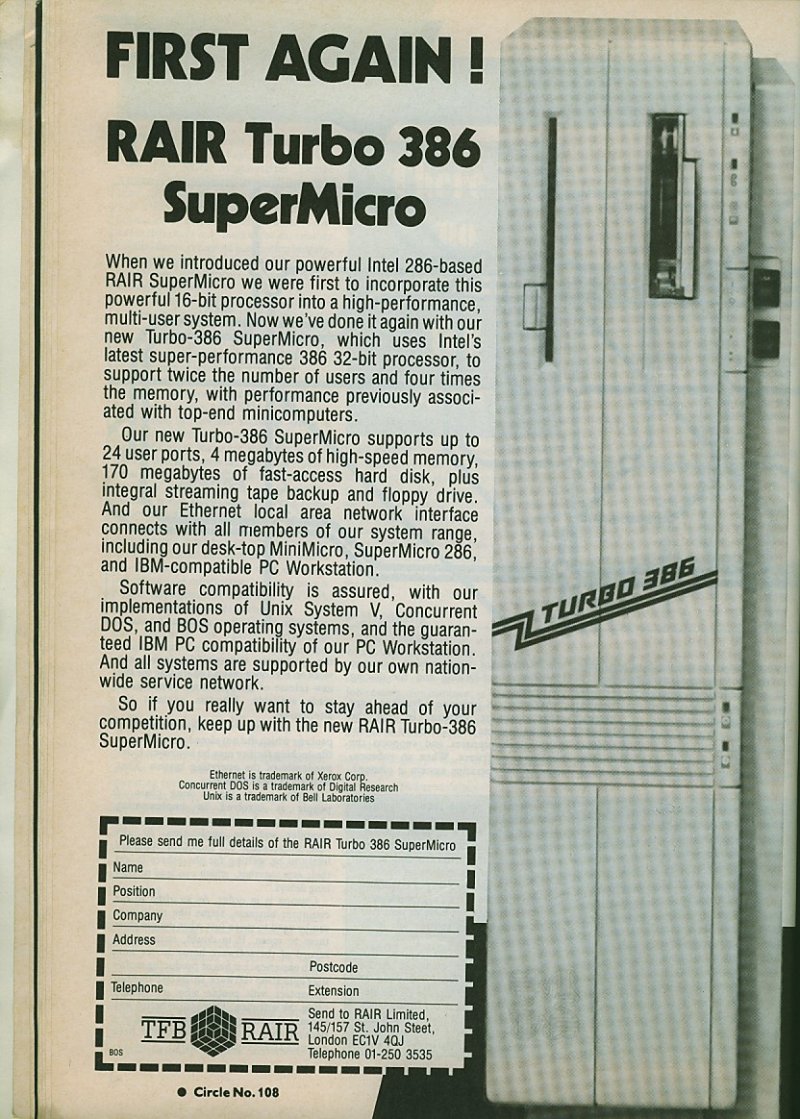 FIRST AGAIN !
RAIR Turbo 386
SuperMicro
When we introduced our powerful Intel 286-based
RAIR SuperMicro we were first to incorporate this
powerful 16-bit processor into a high-performance,
multi-user system. Now we've done it again with our
new Turbo-386 SuperMicro, which uses Intel's
latest super-performance 386 32-bit processor, to
support twice the number of users and four times
the memory, with performance previously associ-
ated with top-end minicomputers.
Our new Turbo-386 SuperMicro supports up to
24 user ports, 4 megabytes of high-speed memory,
170 megabytes of fast-access hard disk, plus
integral streaming tape backup and floppy drive.
And our Ethernet local area network interface
connects with all members of our system range,
including our desk-top MiniMicro, SuperMicro 286,
and IBM-compatible PC Workstation.
Software compatibility is assured, with our
implementations of Unix System V, Concurrent
DOS, and BOS operating systems, and the guaran-
teed IBM PC compatibility of our PC Workstation.
And all systems are supported by our own nation-
wide service network.
So if you really want to stay ahead of your
competition, keep up with the new RAIR Turbo-386
SuperMicro.
Ethernet is trademark of Xerox Corp.
Concurrent DOS is a trademark of Digital Research
Unix is a trademark of Bell Laboratories
Please send me full details of the RAIR Turbo 386 SuperMicro
Name
Position
Company
Address
Postcode
Telephone
Extension
TFB RAIR
Send to RAIR Limited,
145/157 St. John Steet,
London EC1V 4QJ
Telephone 01-250 3535
BOS
● Circle No. 108
TURBO 386